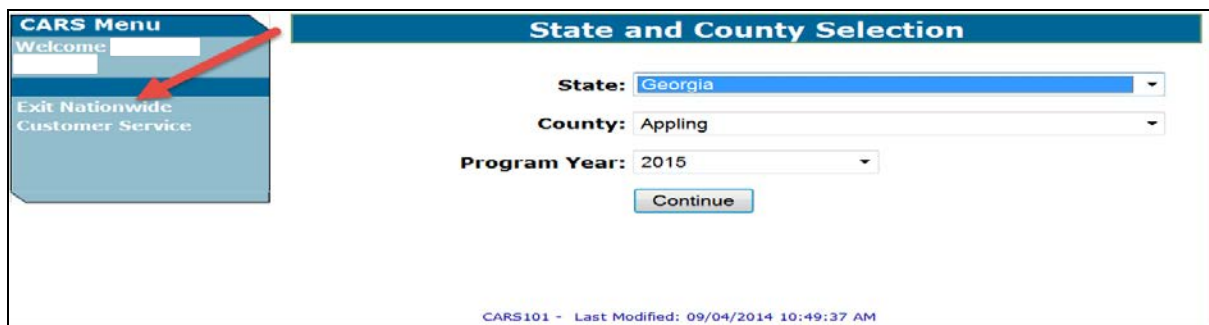 CARS Menu
Welcome
Exit Nationwide
Customer Service
State and County Selection
State: Georgia
County: Appling
Program Year: 2015
Continue
CARS101 - Last Modified: 09/04/2014 10:49:37 AM